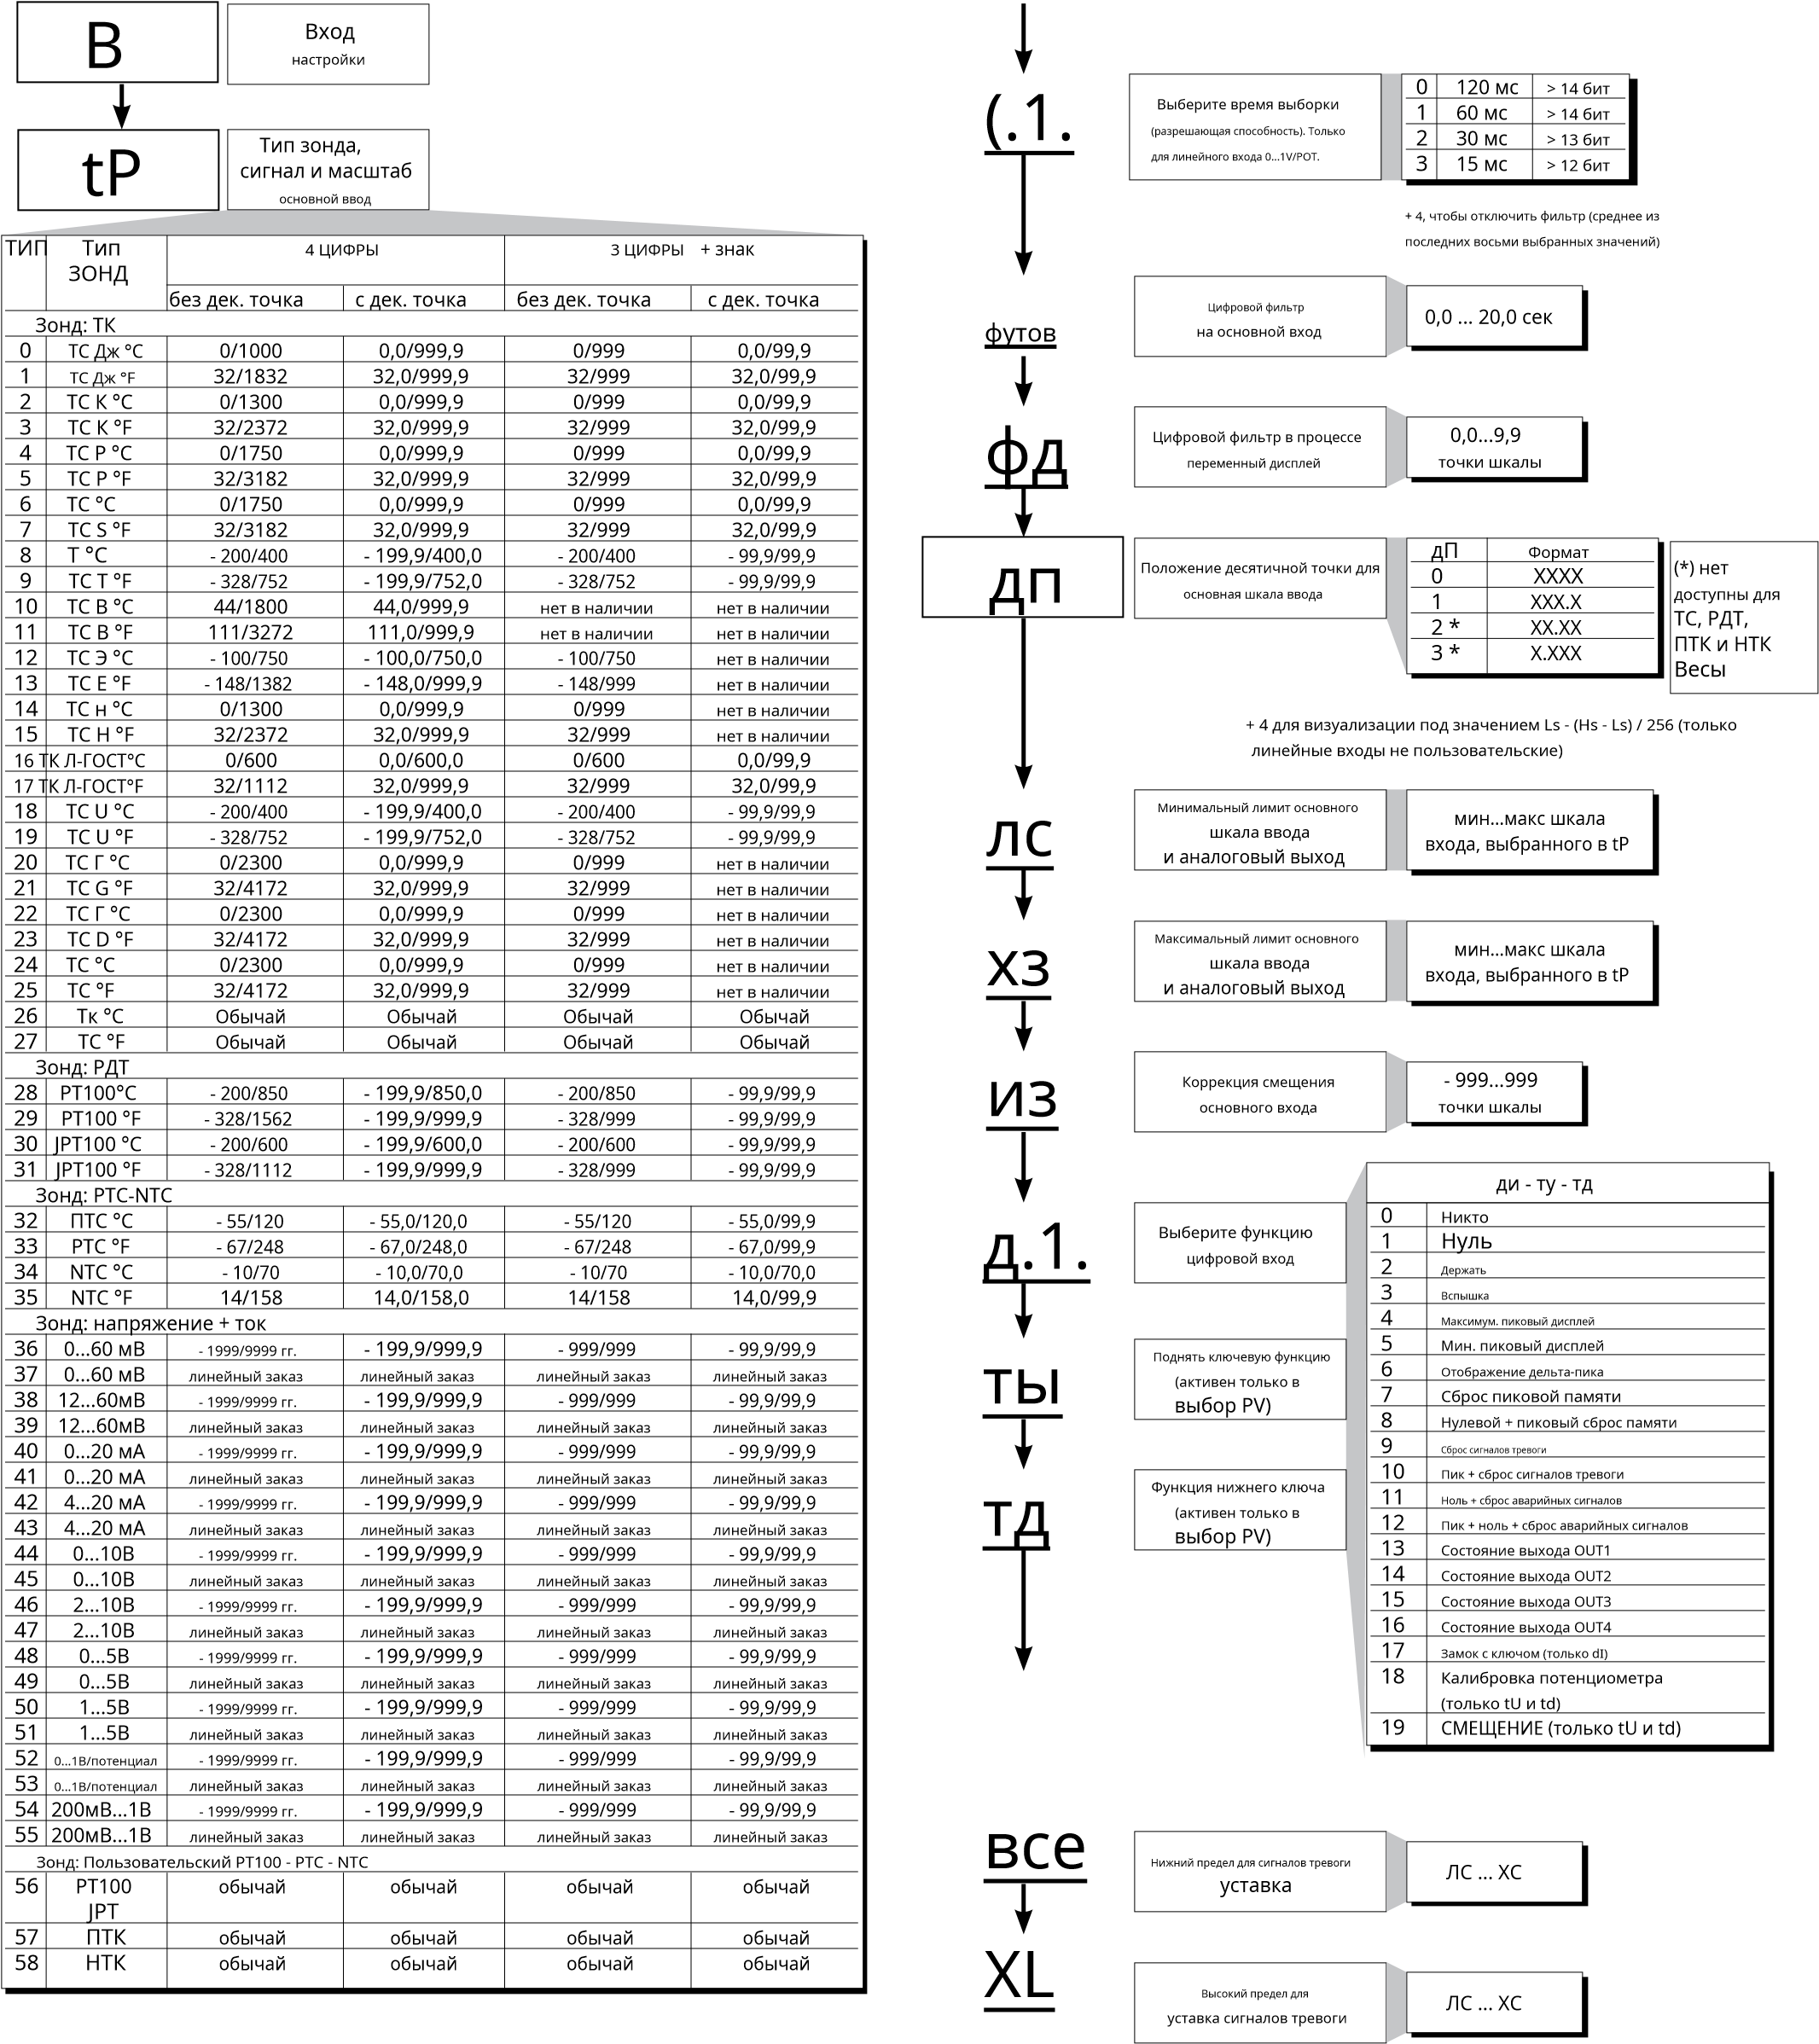 В
Вход
настройки
tP
Тип зонда,
сигнал и масштаб
основной ввод
ТИП Тип 4 ЦИФРЫ 3 ЦИФРЫ + знак
ЗОНД
без дек. точка с дек. точка без дек. точка с дек. точка
Зонд: ТК
0 ТС Дж °C 0/1000 0,0/999,9 0/999 0,0/99,9
1 ТС Дж °F 32/1832 32,0/999,9 32/999 32,0/99,9
2 ТС К °C 0/1300 0,0/999,9 0/999 0,0/99,9
3 ТС К °F 32/2372 32,0/999,9 32/999 32,0/99,9
4 ТС Р °C 0/1750 0,0/999,9 0/999 0,0/99,9
5 ТС Р °F 32/3182 32,0/999,9 32/999 32,0/99,9
6 ТС °C 0/1750 0,0/999,9 0/999 0,0/99,9
7 ТС S °F 32/3182 32,0/999,9 32/999 32,0/99,9
8 Т °C - 200/400 - 199,9/400,0 - 200/400 - 99,9/99,9
9 ТС Т °F - 328/752 - 199,9/752,0 - 328/752 - 99,9/99,9
10 ТС В °C 44/1800 44,0/999,9 нет в наличии нет в наличии
11 ТС В °F 111/3272 111,0/999,9 нет в наличии нет в наличии
12 ТС Э °C - 100/750 - 100,0/750,0 - 100/750 нет в наличии
13 ТС Е °F - 148/1382 - 148,0/999,9 - 148/999 нет в наличии
14 ТС н °C 0/1300 0,0/999,9 0/999 нет в наличии
15 ТС Н °F 32/2372 32,0/999,9 32/999 нет в наличии
16 ТК Л-ГОСТ°C 0/600 0,0/600,0 0/600 0,0/99,9
17 ТК Л-ГОСТ°F 32/1112 32,0/999,9 32/999 32,0/99,9
18 ТС U °C - 200/400 - 199,9/400,0 - 200/400 - 99,9/99,9
19 ТС U °F - 328/752 - 199,9/752,0 - 328/752 - 99,9/99,9
20 ТС Г °C 0/2300 0,0/999,9 0/999 нет в наличии
21 ТС G °F 32/4172 32,0/999,9 32/999 нет в наличии
22 ТС Г °C 0/2300 0,0/999,9 0/999 нет в наличии
23 ТС D °F 32/4172 32,0/999,9 32/999 нет в наличии
24 ТС °C 0/2300 0,0/999,9 0/999 нет в наличии
25 ТС °F 32/4172 32,0/999,9 32/999 нет в наличии
26 Тк °C Обычай Обычай Обычай Обычай
27 ТС °F Обычай Обычай Обычай Обычай
Зонд: РДТ
28 РТ100°C - 200/850 - 199,9/850,0 - 200/850 - 99,9/99,9
29 РТ100 °F - 328/1562 - 199,9/999,9 - 328/999 - 99,9/99,9
30 JPT100 °C - 200/600 - 199,9/600,0 - 200/600 - 99,9/99,9
31 JPT100 °F - 328/1112 - 199,9/999,9 - 328/999 - 99,9/99,9
Зонд: PTC-NTC
32 ПТС °C - 55/120 - 55,0/120,0 - 55/120 - 55,0/99,9
33 PTC °F - 67/248 - 67,0/248,0 - 67/248 - 67,0/99,9
34 NTC °C - 10/70 - 10,0/70,0 - 10/70 - 10,0/70,0
35 NTC °F 14/158 14,0/158,0 14/158 14,0/99,9
Зонд: напряжение + ток
36 0...60 мВ - 1999/9999 гг. - 199,9/999,9 - 999/999 - 99,9/99,9
37 0...60 мВ линейный заказ линейный заказ линейный заказ линейный заказ
38 12...60мВ - 1999/9999 гг. - 199,9/999,9 - 999/999 - 99,9/99,9
39 12...60мВ линейный заказ линейный заказ линейный заказ линейный заказ
40 0...20 мА - 1999/9999 гг. - 199,9/999,9 - 999/999 - 99,9/99,9
41 0...20 мА линейный заказ линейный заказ линейный заказ линейный заказ
42 4...20 мА - 1999/9999 гг. - 199,9/999,9 - 999/999 - 99,9/99,9
43 4...20 мА линейный заказ линейный заказ линейный заказ линейный заказ
44 0...10В - 1999/9999 гг. - 199,9/999,9 - 999/999 - 99,9/99,9
45 0...10В линейный заказ линейный заказ линейный заказ линейный заказ
46 2...10В - 1999/9999 гг. - 199,9/999,9 - 999/999 - 99,9/99,9
47 2...10В линейный заказ линейный заказ линейный заказ линейный заказ
48 0...5В - 1999/9999 гг. - 199,9/999,9 - 999/999 - 99,9/99,9
49 0...5В линейный заказ линейный заказ линейный заказ линейный заказ
50 1...5В - 1999/9999 гг. - 199,9/999,9 - 999/999 - 99,9/99,9
51 1...5В линейный заказ линейный заказ линейный заказ линейный заказ
52 0...1В/потенциал - 1999/9999 гг. - 199,9/999,9 - 999/999 - 99,9/99,9
53 0...1В/потенциал линейный заказ линейный заказ линейный заказ линейный заказ
54 200мВ...1В - 1999/9999 гг. - 199,9/999,9 - 999/999 - 99,9/99,9
55 200мВ...1В линейный заказ линейный заказ линейный заказ линейный заказ
Зонд: Пользовательский PT100 - PTC - NTC
56 PT100 обычай обычай обычай обычай
JPT
57 ПТК обычай обычай обычай обычай
58 НТК обычай обычай обычай обычай
(.1.
Выберите время выборки
(разрешающая способность). Только
для линейного входа 0...1V/POT.
0 120 мс > 14 бит
1 60 мс > 14 бит
2 30 мс > 13 бит
3 15 мс > 12 бит
+ 4, чтобы отключить фильтр (среднее из
последних восьми выбранных значений)
футов
Цифровой фильтр
на основной вход
0,0 ... 20,0 сек
фд
Цифровой фильтр в процессе
переменный дисплей
0,0...9,9
точки шкалы
дп
Положение десятичной точки для
основная шкала ввода
дП Формат
0 XXXX
1 XXX.X
2 * XX.XX
3 * X.XXX
(*) нет
доступны для
ТС, РДТ,
ПТК и НТК
Весы
+ 4 для визуализации под значением Ls - (Hs - Ls) / 256 (только
линейные входы не пользовательские)
лс
Минимальный лимит основного
шкала ввода
и аналоговый выход
мин...макс шкала
входа, выбранного в tP
хз
Максимальный лимит основного
шкала ввода
и аналоговый выход
мин...макс шкала
входа, выбранного в tP
из
Коррекция смещения
основного входа
- 999...999
точки шкалы
д.1.
Выберите функцию
цифровой вход
ты
Поднять ключевую функцию
(активен только в
выбор PV)
тд
Функция нижнего ключа
(активен только в
выбор PV)
ди - ту - тд
0 Никто
1 Нуль
2 Держать
3 Вспышка
4 Максимум. пиковый дисплей
5 Мин. пиковый дисплей
6 Отображение дельта-пика
7 Сброс пиковой памяти
8 Нулевой + пиковый сброс памяти
9 Сброс сигналов тревоги
10 Пик + сброс сигналов тревоги
11 Ноль + сброс аварийных сигналов
12 Пик + ноль + сброс аварийных сигналов
13 Состояние выхода OUT1
14 Состояние выхода OUT2
15 Состояние выхода OUT3
16 Состояние выхода OUT4
17 Замок с ключом (только dI)
18 Калибровка потенциометра
(только tU и td)
19 СМЕЩЕНИЕ (только tU и td)
все
Нижний предел для сигналов тревоги
уставка
ЛС ... ХС
XL
Высокий предел для
уставка сигналов тревоги
ЛС ... ХС